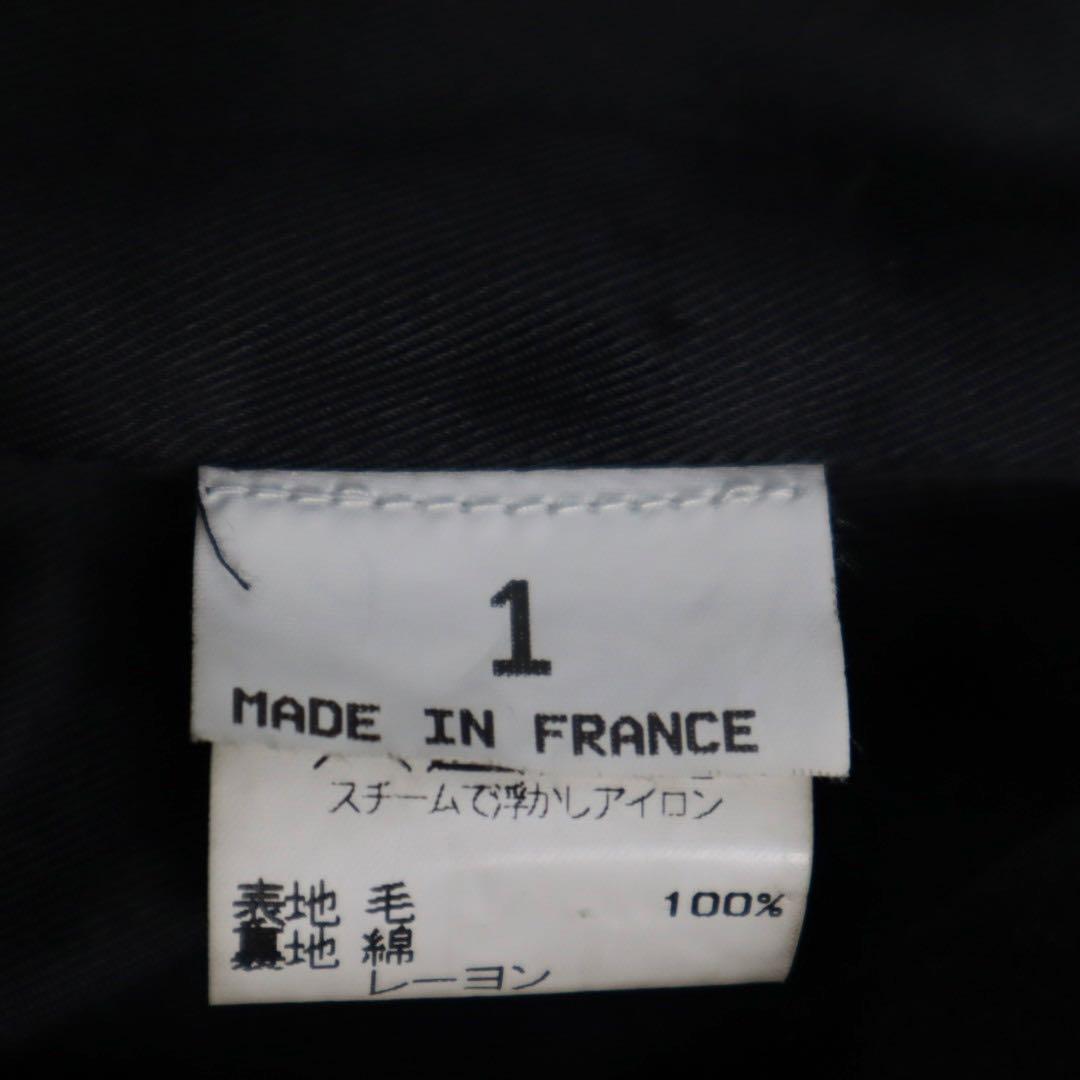 1
MADE IN FRANCE
スチームで浮かしアイロン
表地 毛 100%
裏地 綿
レーヨン